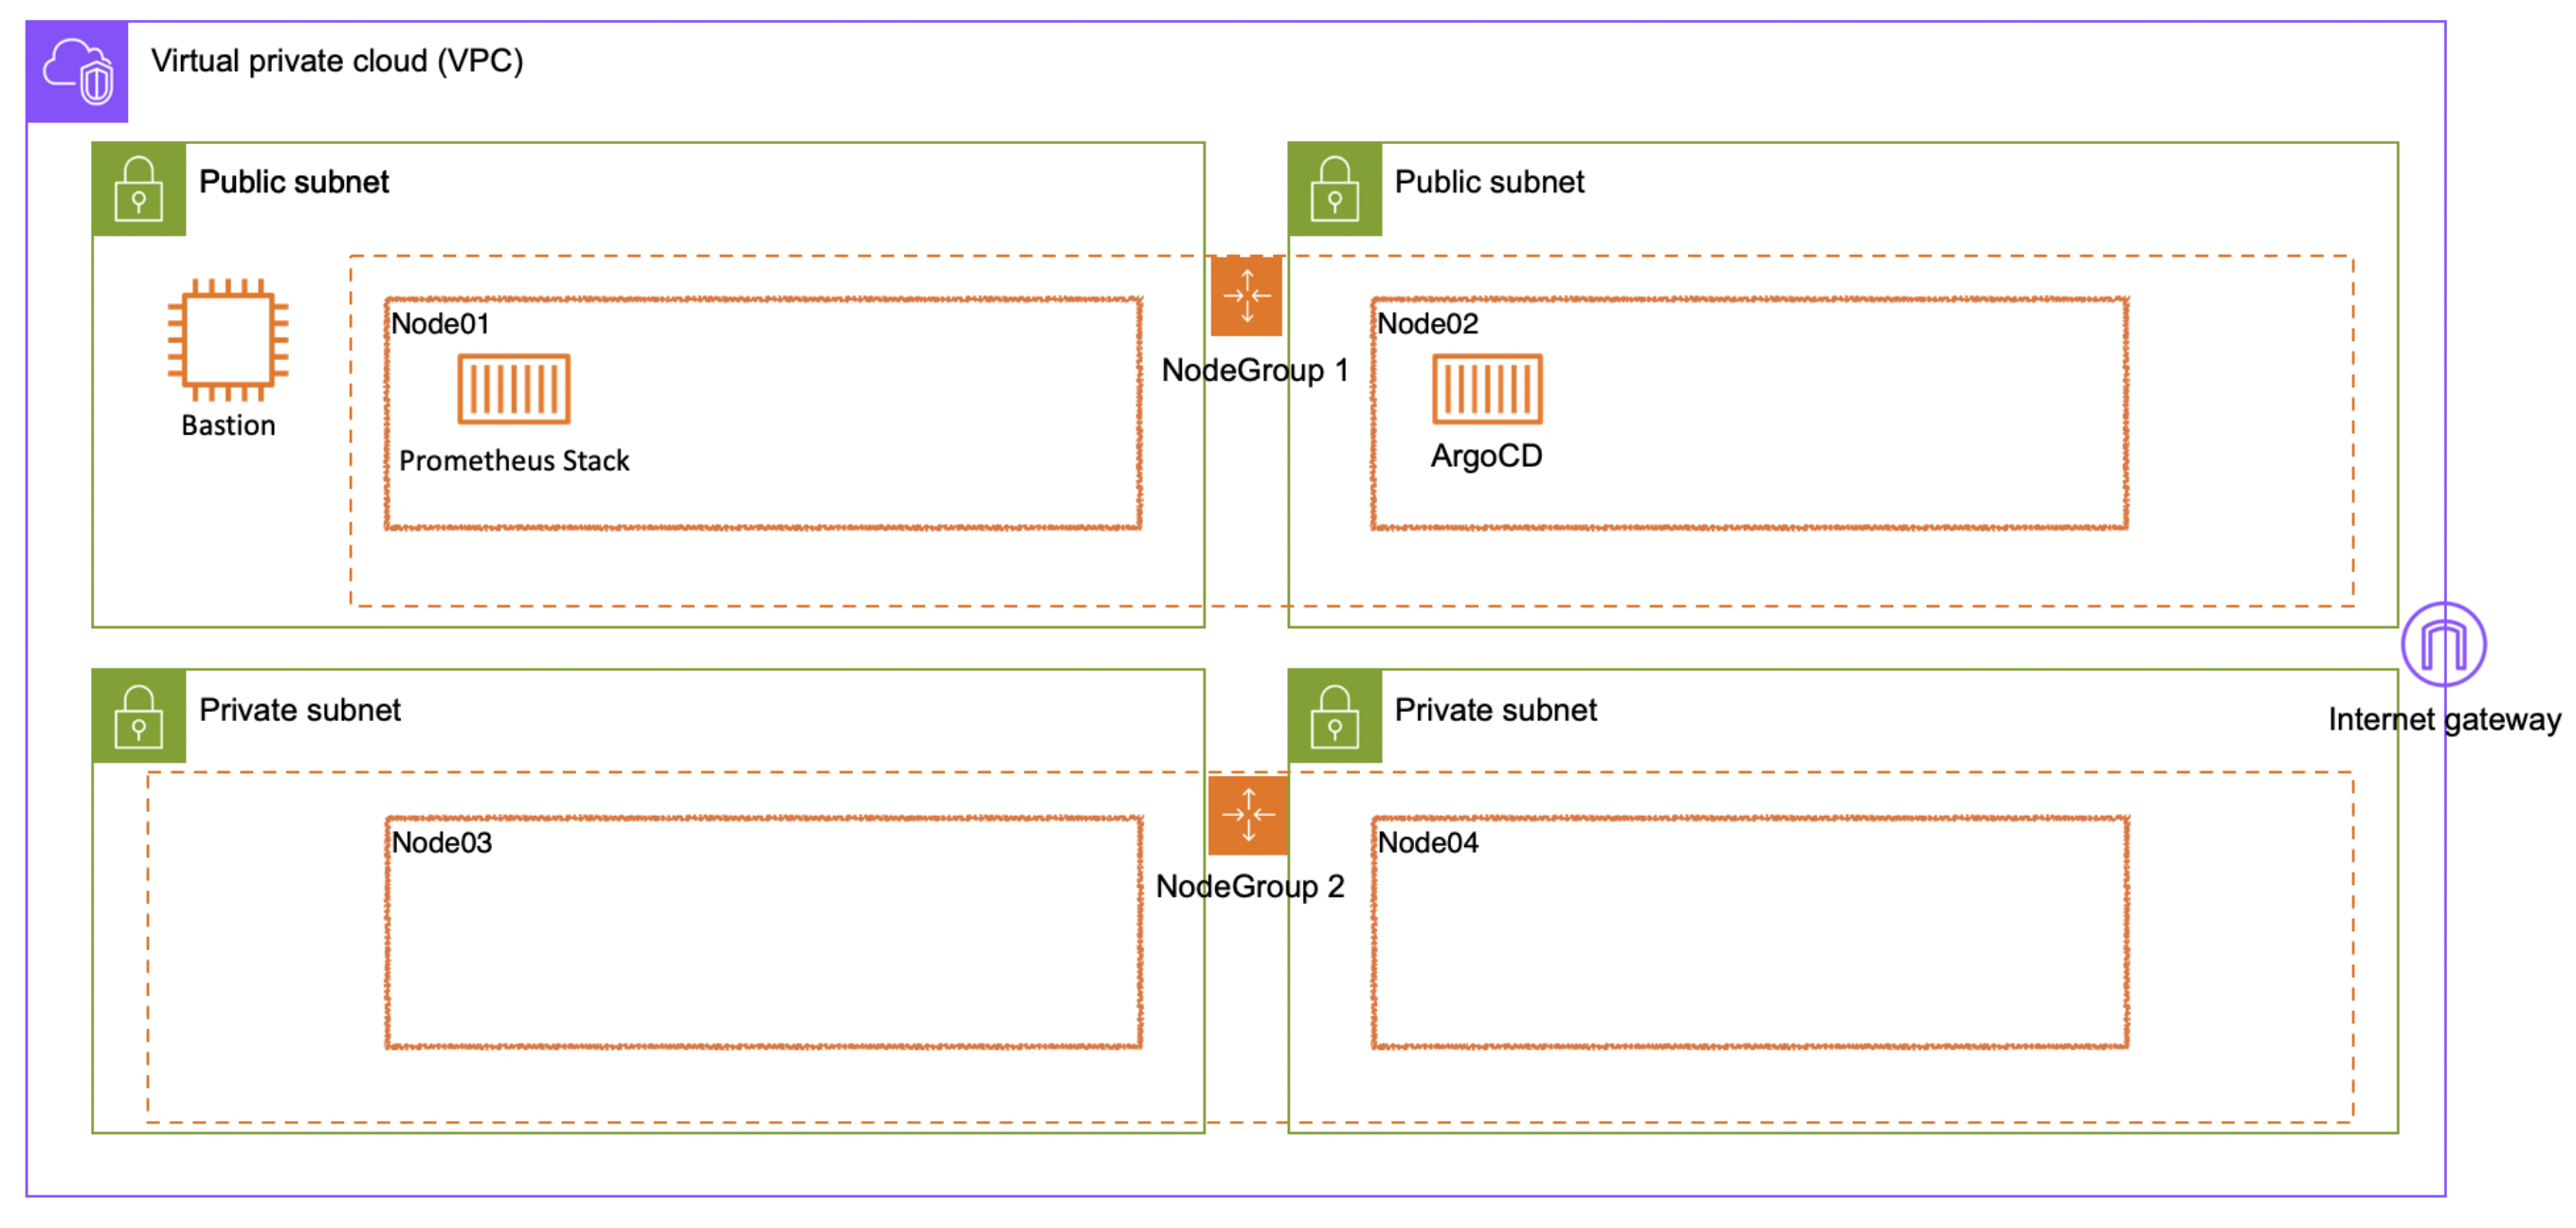 Virtual private cloud (VPC)
Public subnet
Public subnet
Node01
Node02
NodeGroup 1
Bastion
Prometheus Stack
ArgoCD
Private subnet
Private subnet
Internet gateway
Node03
Node04
NodeGroup 2